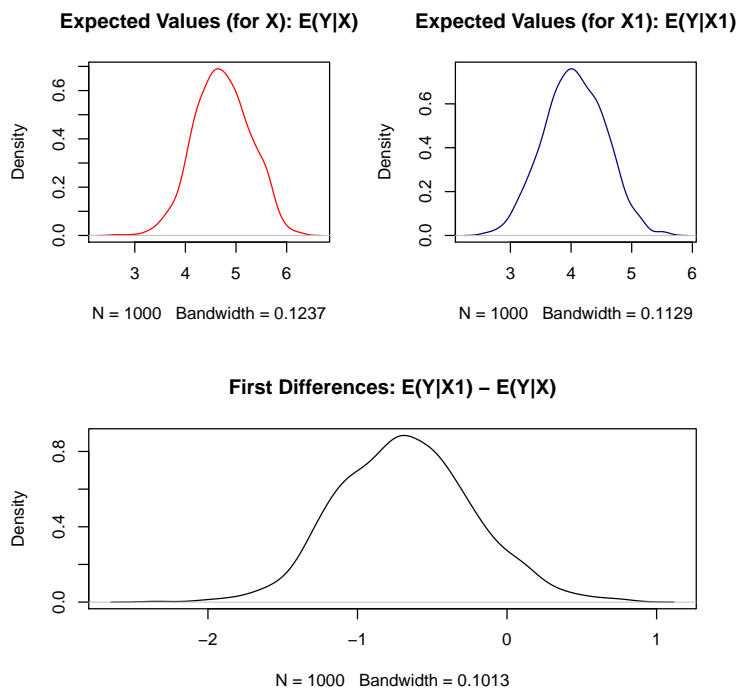 Expected Values (for X): E(Y|X)
Density
0.0 0.2 0.4 0.6
3 4 5 6
N = 1000 Bandwidth = 0.1237
Expected Values (for X1): E(Y|X1)
Density
0.0 0.2 0.4 0.6
3 4 5 6
N = 1000 Bandwidth = 0.1129
First Differences: E(Y|X1) − E(Y|X)
Density
0.0 0.4 0.8
−2 −1 0 1
N = 1000 Bandwidth = 0.1013